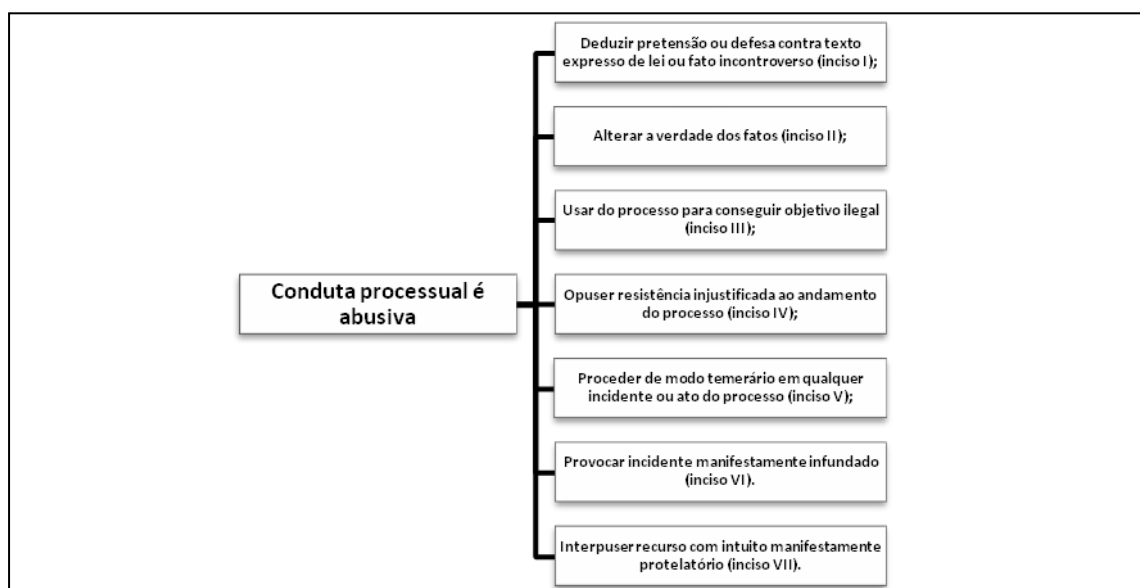 Deduzir pretensão ou defesa contra texto
expresso de lei ou fato incontroverso (inciso I);
Alterar a verdade dos fatos (inciso II);
Usar do processo para conseguir objetivo ilegal
(inciso III);
Conduta processual é
abusiva
Opuser resistência injustificada ao andamento
do processo (inciso IV);
Proceder de modo temerário em qualquer
incidente ou ato do processo (inciso V);
Provocar incidente manifestamente infundado
(inciso VI).
Interpuser recurso com intuito manifestamente
protelatório (inciso VII).